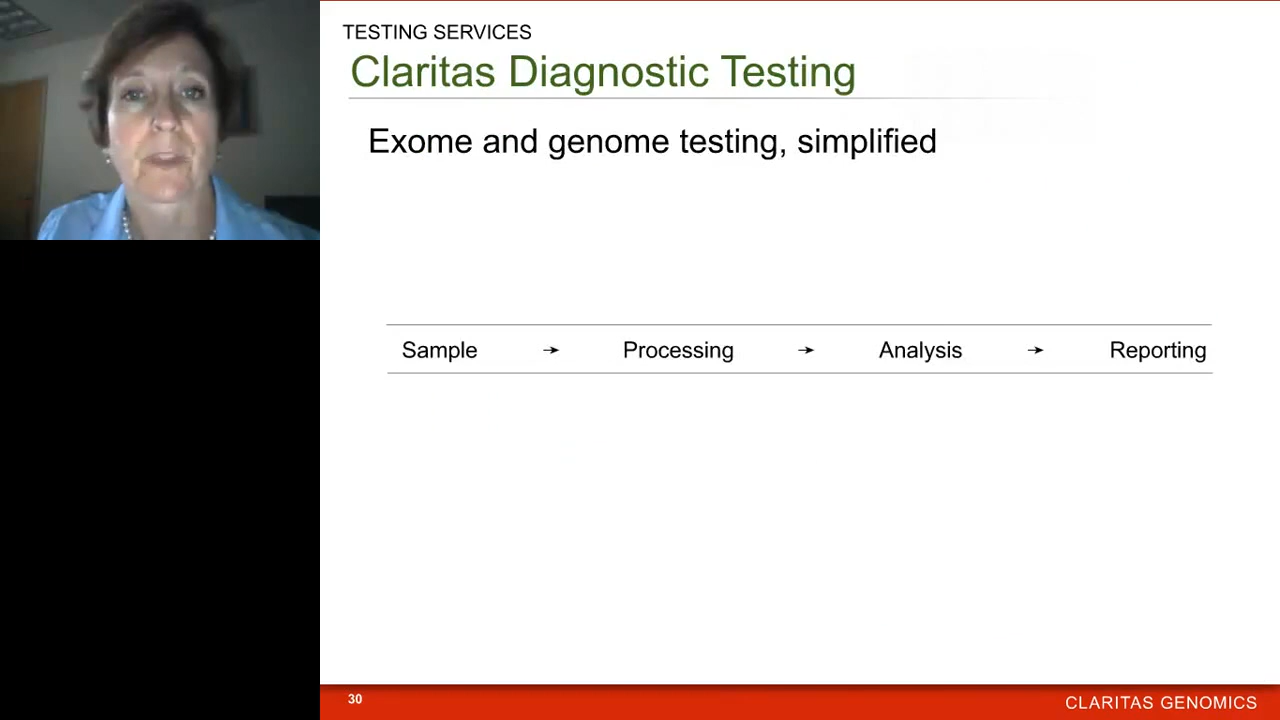 TESTING SERVICES
Claritas Diagnostic Testing
Exome and genome testing, simplified
Sample → Processing → Analysis → Reporting
30
CLARITAS GENOMICS